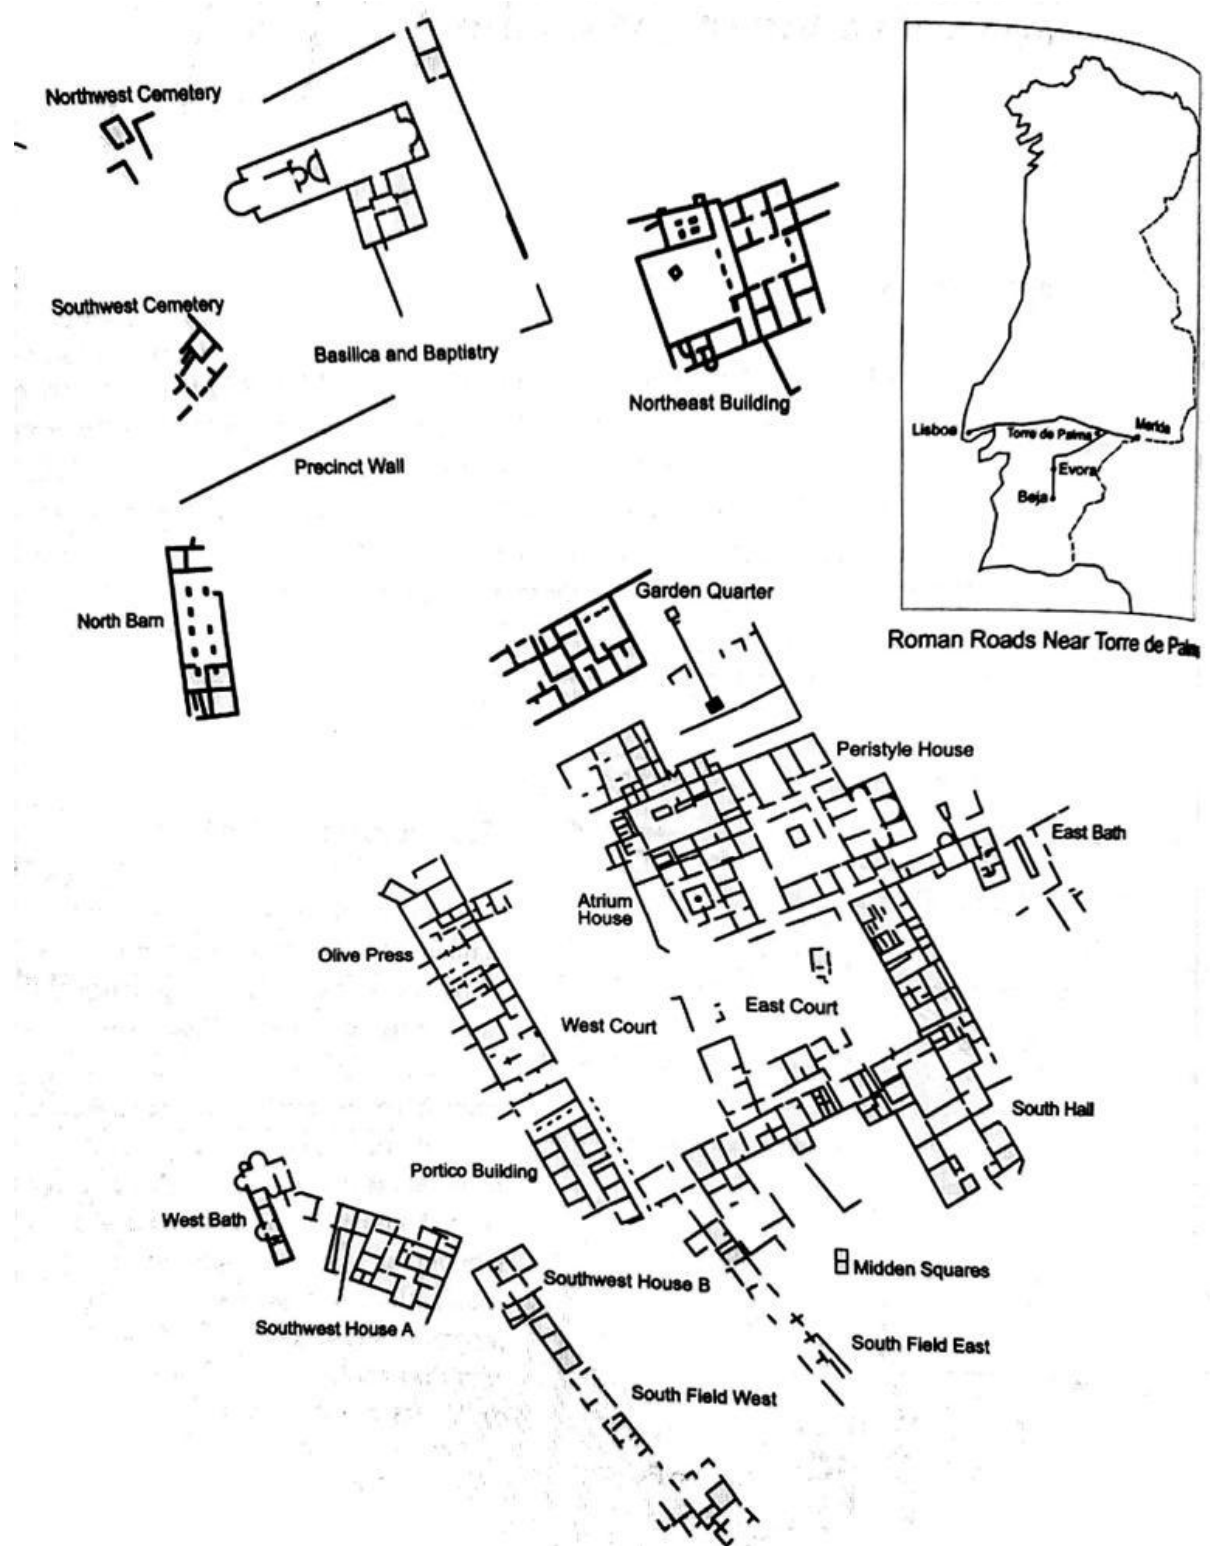 Northwest Cemetery
Southwest Cemetery
Basilica and Baptistry
Northeast Building
Precinct Wall
North Barn
Lisboa
Torre de Palma
Merida
Evora
Beja
Roman Roads Near Torre de Palma
Garden Quarter
Peristyle House
East Bath
Atrium
House
Olive Press
West Court
East Court
South Hall
Portico Building
West Bath
Southwest House A
Southwest House B
Midden Squares
South Field East
South Field West